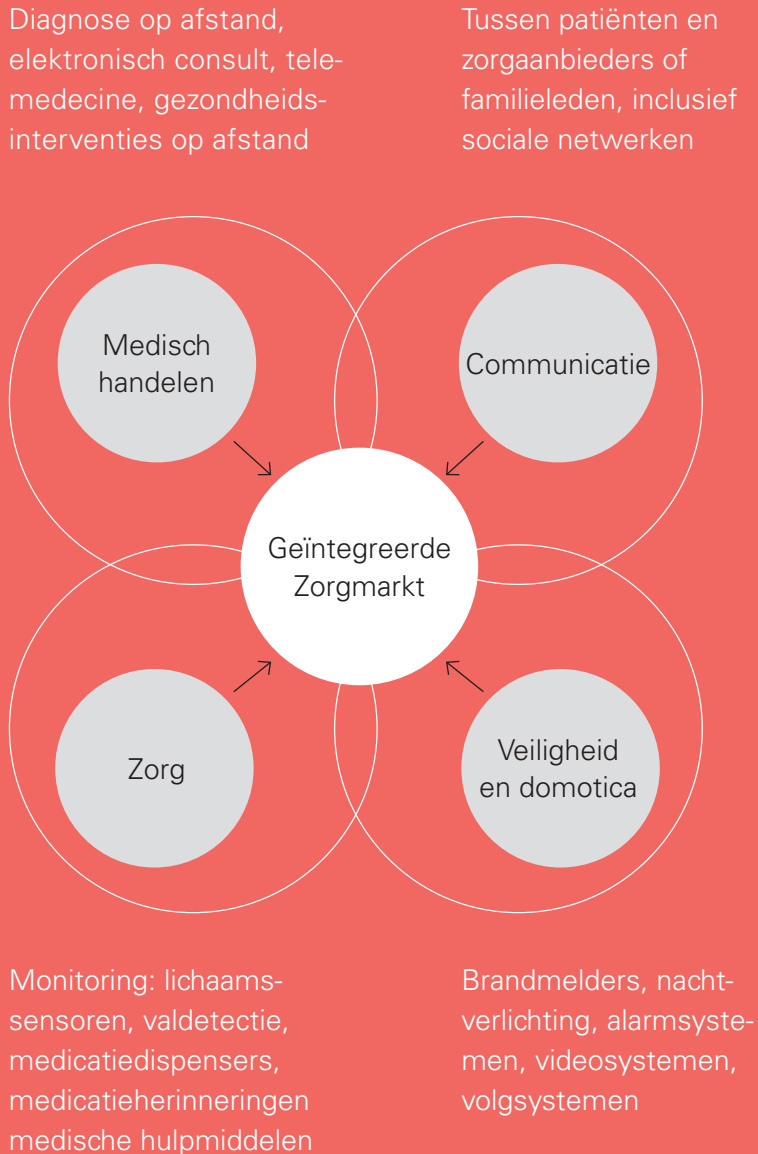 Diagnose op afstand,
elektronisch consult, tele-
medecine, gezondheids-
interventies op afstand
Tussen patiënten en
zorgaanbieders of
familieleden, inclusief
sociale netwerken
Medisch
handelen
Communicatie
Geïntegreerde
Zorgmarkt
Zorg
Veiligheid
en domotica
Monitoring: lichaams-
sensoren, valdetectie,
medicatiedispensers,
medicatieherinneringen
medische hulpmiddelen
Brandmelders, nacht-
verlichting, alarmsyste-
men, videosystemen,
volgsystemen